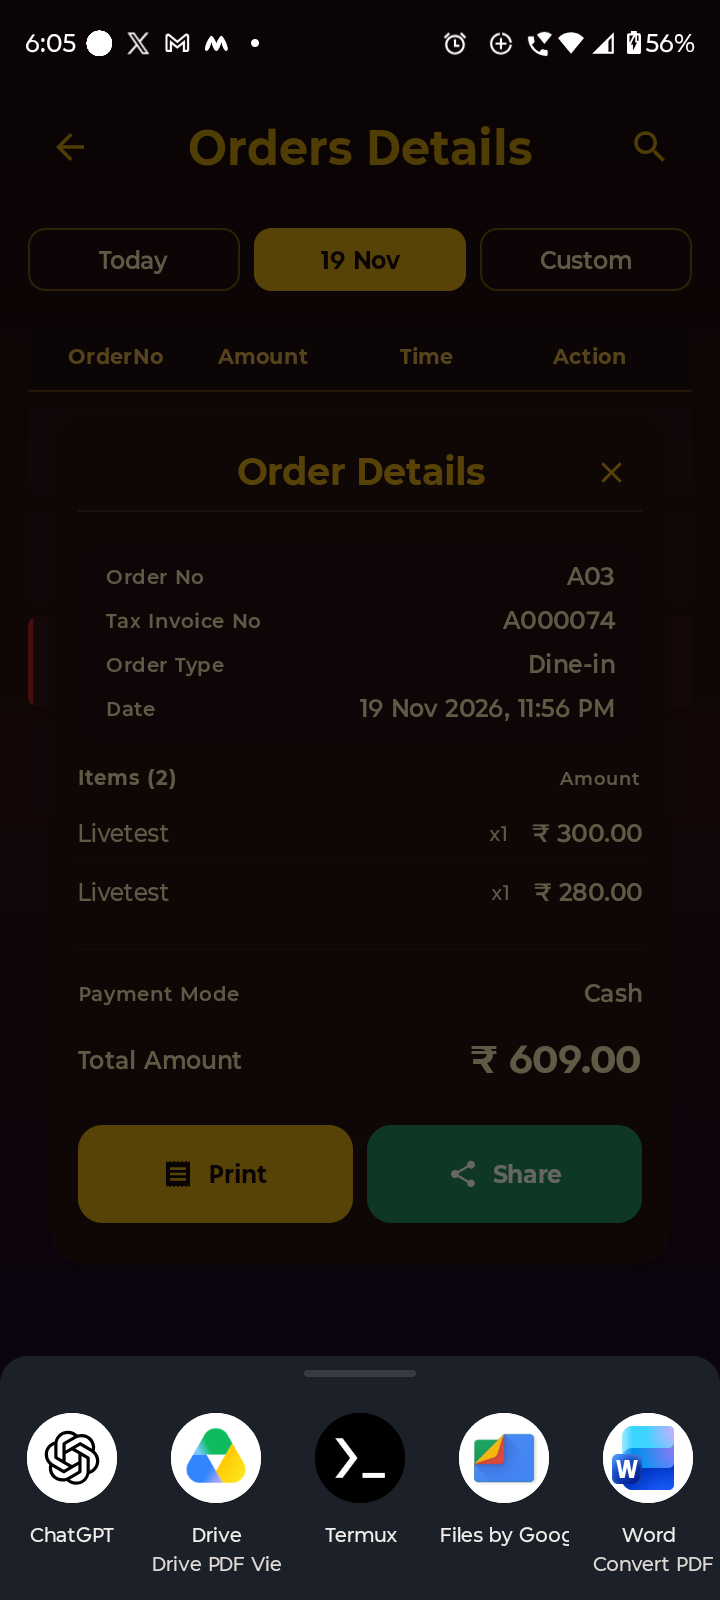 6:05 56%
Orders Details
Today 19 Nov Custom
OrderNo Amount Time Action
Order Details
Order No A03
Tax Invoice No A000074
Order Type Dine-in
Date 19 Nov 2026, 11:56 PM
Items (2) Amount
Livetest x1 ₹ 300.00
Livetest x1 ₹ 280.00
Payment Mode Cash
Total Amount ₹ 609.00
Print Share
ChatGPT Drive Termux Files by Goog Word
Drive PDF Vie Convert PDF